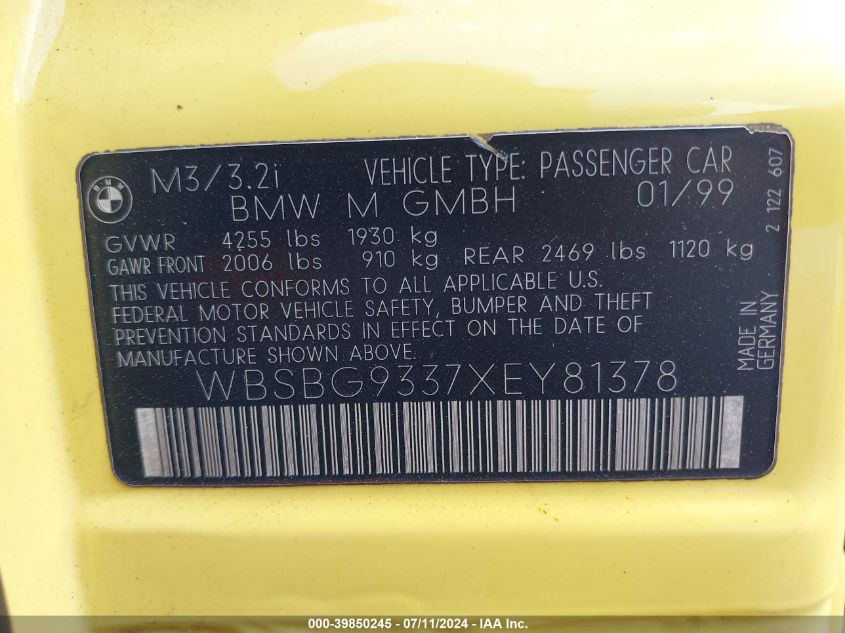 BMW
M3/3.2i VEHICLE TYPE: PASSENGER CAR
BMW M GMBH 01/99
GVWR 4255 lbs 1930 kg
GAWR FRONT 2006 lbs 910 kg REAR 2469 lbs 1120 kg
THIS VEHICLE CONFORMS TO ALL APPLICABLE U.S.
FEDERAL MOTOR VEHICLE SAFETY, BUMPER AND THEFT
PREVENTION STANDARDS IN EFFECT ON THE DATE OF
MANUFACTURE SHOWN ABOVE.
WBSBG9337XEY81378
2 122 607
MADE IN
GERMANY
000-39850245 - 07/11/2024 - IAA Inc.